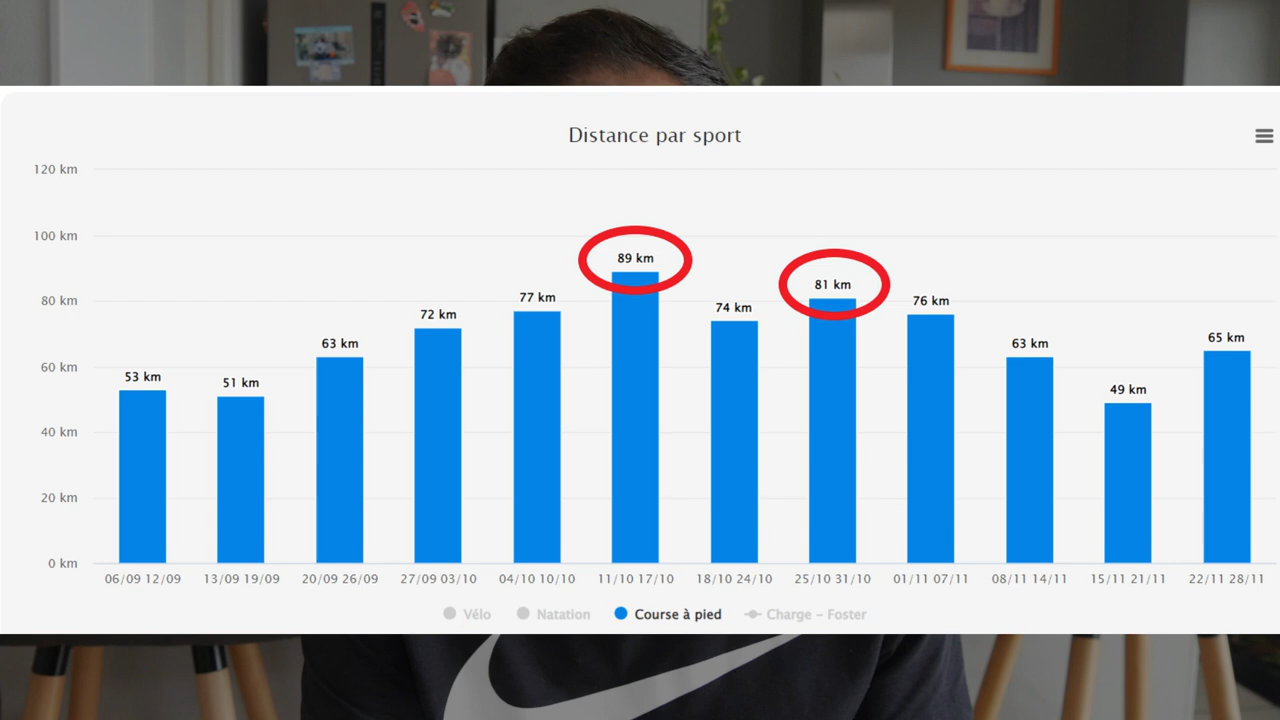 Distance par sport
120 km
100 km
80 km
60 km
40 km
20 km
0 km
53 km
51 km
63 km
72 km
77 km
89 km
74 km
81 km
76 km
63 km
49 km
65 km
06/09 12/09
13/09 19/09
20/09 26/09
27/09 03/10
04/10 10/10
11/10 17/10
18/10 24/10
25/10 31/10
01/11 07/11
08/11 14/11
15/11 21/11
22/11 28/11
Vélo
Natation
Course à pied
Charge – Foster